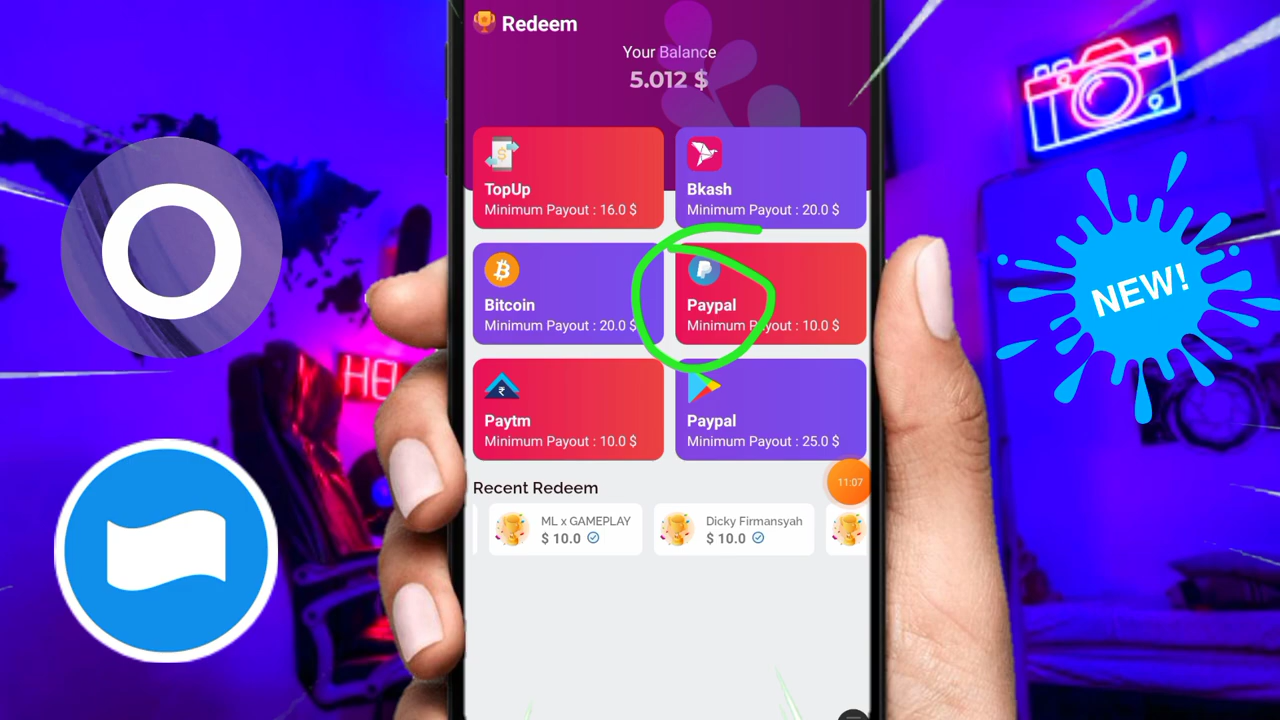 Redeem
Your Balance
5.012 $
TopUp
Minimum Payout : 16.0 $
Bkash
Minimum Payout : 20.0 $
Bitcoin
Minimum Payout : 20.0 $
Paypal
Minimum Payout : 10.0 $
Paytm
Minimum Payout : 10.0 $
Paypal
Minimum Payout : 25.0 $
11:07
Recent Redeem
ML x GAMEPLAY
$ 10.0
Dicky Firmansyah
$ 10.0
NEW!